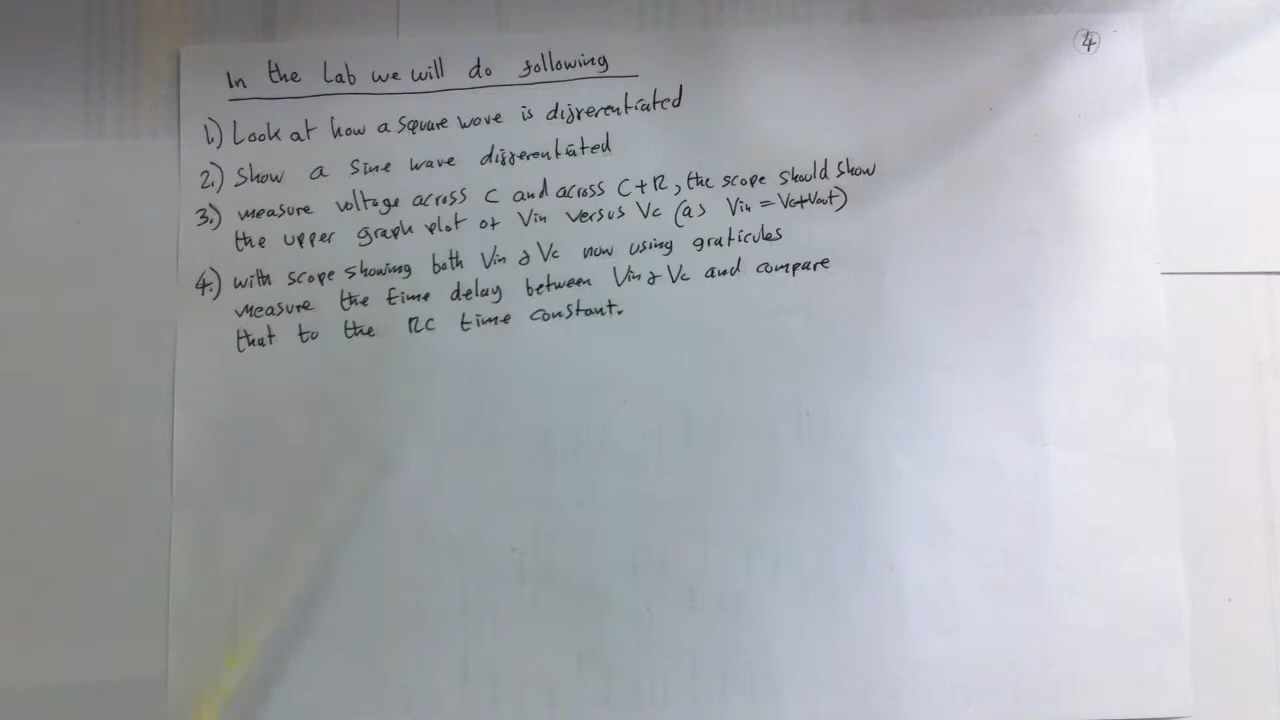 4
In the Lab we will do following
1.) Look at how a square wave is differentiated
2.) Show a Sine wave differentiated
3.) measure voltage across C and across C+R, the scope should show
the upper graph plot of Vin versus Vc (as Vin = Vc+Vout)
4.) with scope showing both Vin & Vc now using graticules
measure the time delay between Vin & Vc and compare
that to the RC time constant.